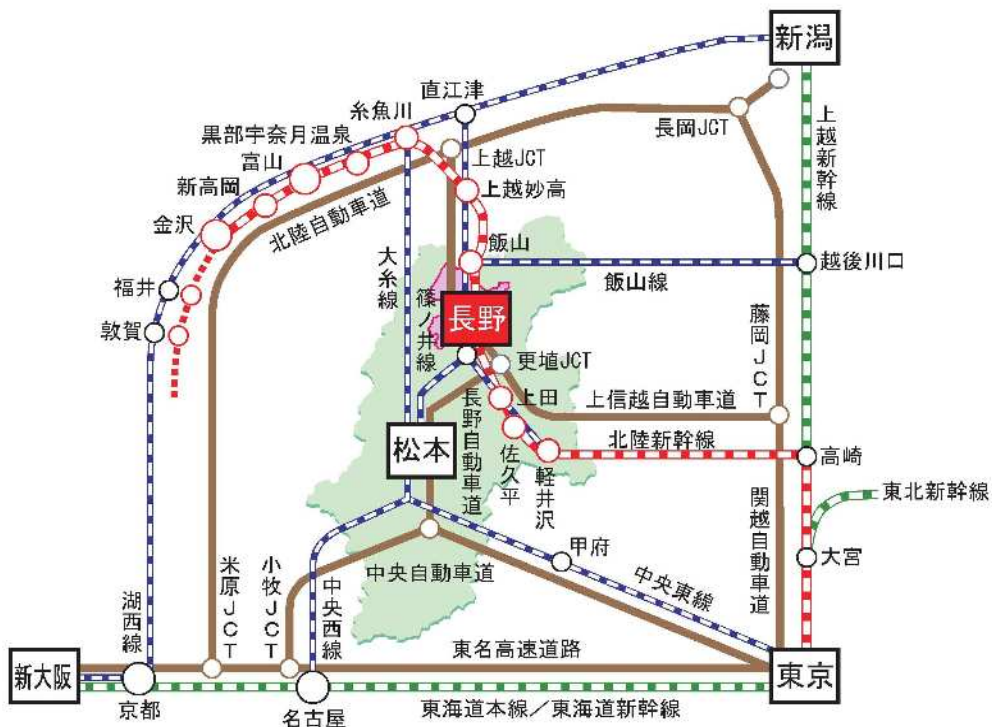 新潟
直江津
糸魚川
黒部宇奈月温泉
富山
新高岡
金沢
上越JCT
長岡JCT
上越新幹線
上越妙高
北陸自動車道
大糸線
飯山
飯山線
越後川口
福井
敦賀
篠ノ井線
長野
更埴JCT
藤岡JCT
上田
上信越自動車道
松本
長野自動車道
佐久平
軽井沢
北陸新幹線
高崎
東北新幹線
関越自動車道
大宮
甲府
中央東線
中央自動車道
米原JCT
小牧JCT
中央西線
湖西線
東名高速道路
新大阪
東京
京都
名古屋
東海道本線／東海道新幹線